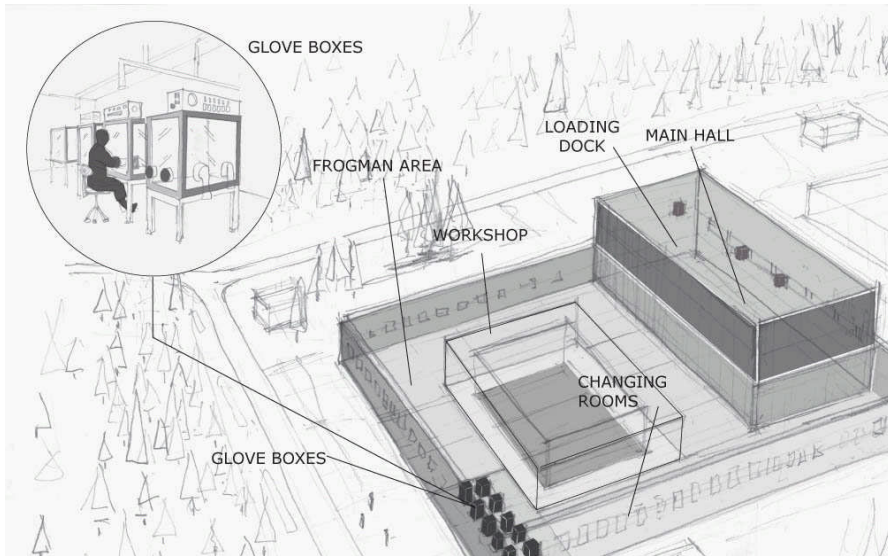 GLOVE BOXES
LOADING
DOCK
MAIN HALL
FROGMAN AREA
WORKSHOP
CHANGING
ROOMS
GLOVE BOXES